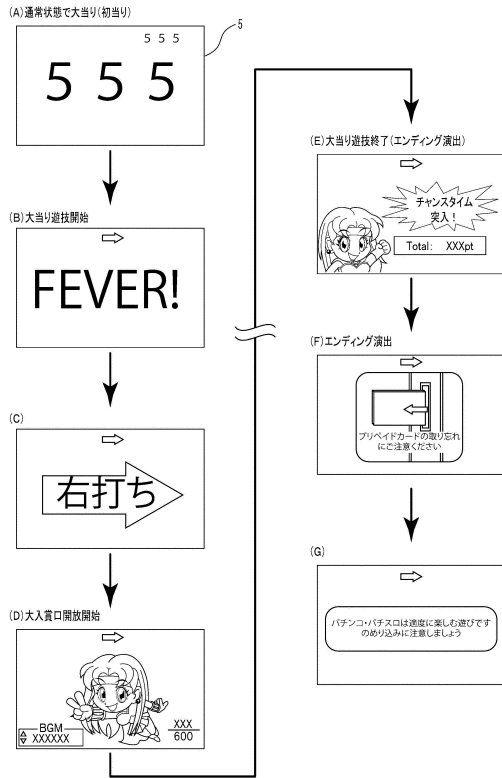 (A)通常状態で大当り(初当り)
5 5 5
5 5 5
5
(B)大当り遊技開始
FEVER!
(C)
右打ち
(D)大入賞口開放開始
BGM
XXXXXX
XXX
600
(E)大当り遊技終了(エンディング演出)
チャンスタイム
突入!
Total: XXXpt
(F)エンディング演出
プリペイドカードの取り忘れ
にご注意ください
(G)
パチンコ・パチスロは適度に楽しむ遊びです
のめり込みに注意しましょう